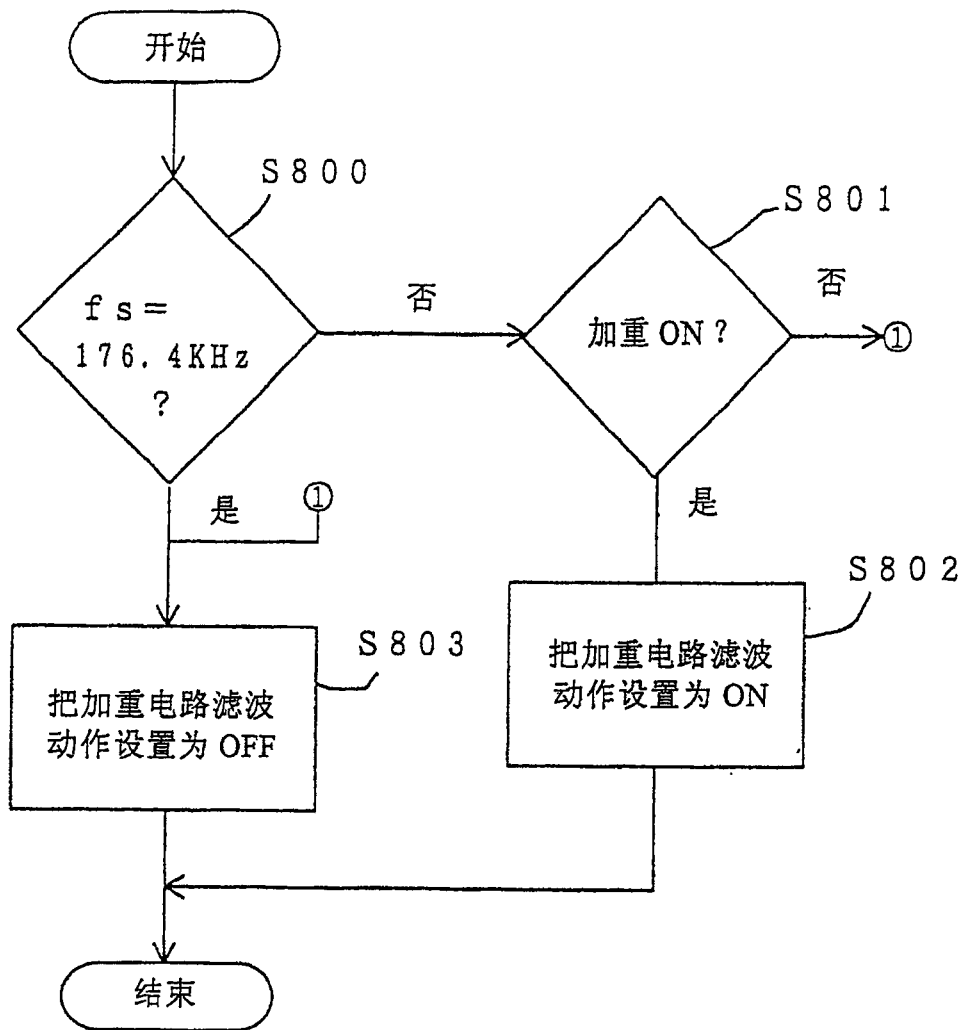 开始
S800
fs=
176.4KHz
?
否
S801
加重 ON ?
否
①
是
①
是
S802
把加重电路滤波
动作设置为 ON
S803
把加重电路滤波
动作设置为 OFF
结束